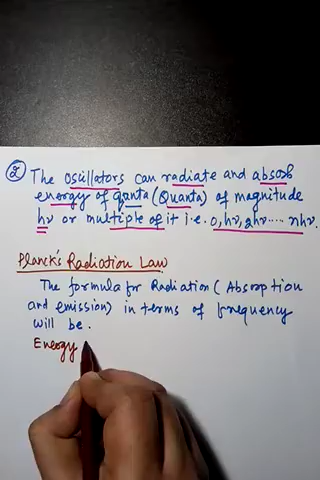 ② The oscillators can radiate and absorb
energy of qanta (Quanta) of magnitude
hν or multiple of it i.e. 0, hν, 2hν..... nhν.
Planck's Radiation Law
The formula for Radiation (Absorption
and emission) in terms of frequency
will be.
Energy